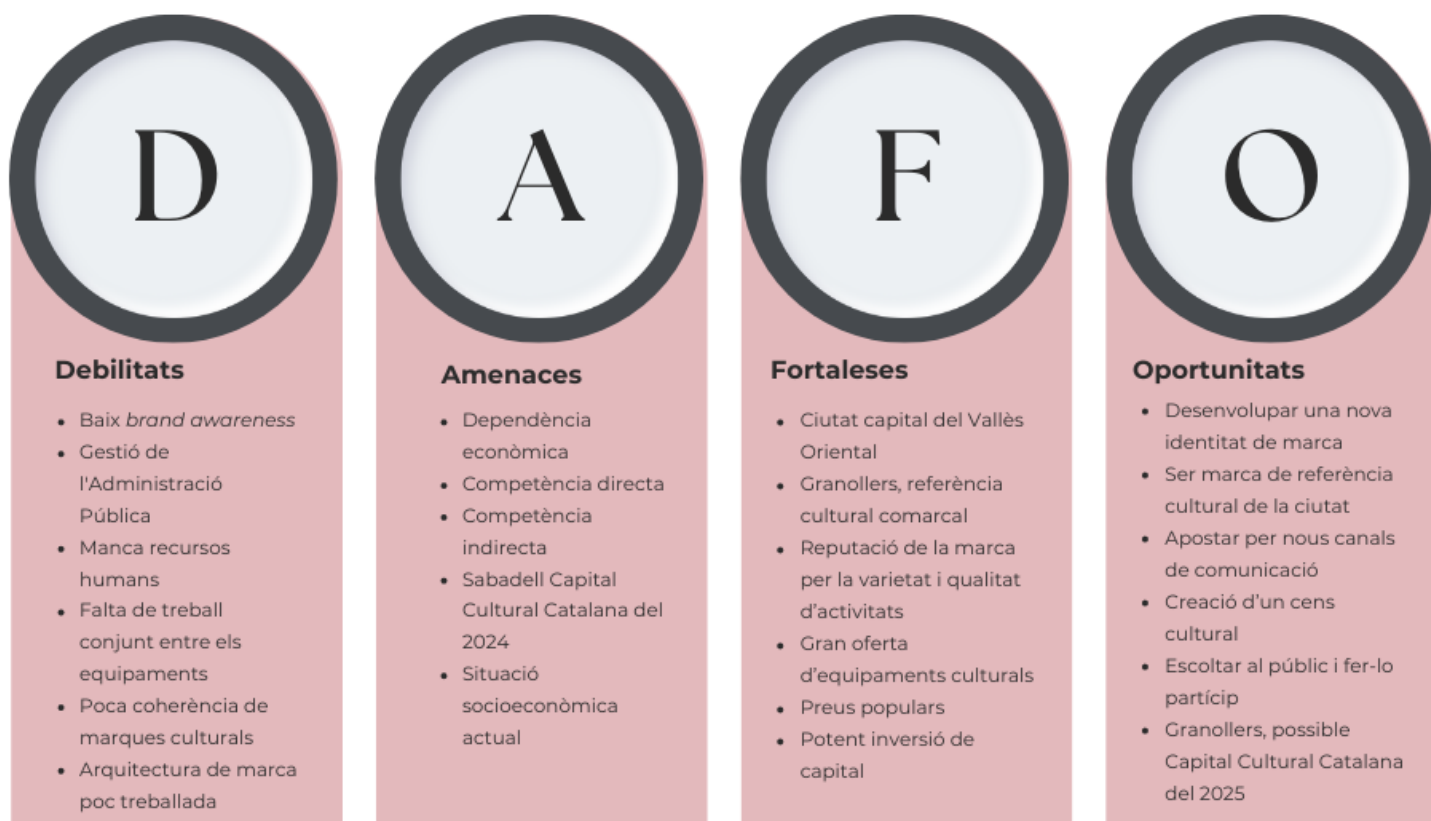 D
Debilitats
Baix brand awareness
Gestió de
l'Administració
Pública
Manca recursos
humans
Falta de treball
conjunt entre els
equipaments
Poca coherència de
marques culturals
Arquitectura de marca
poc treballada
A
Amenaces
Dependència
econòmica
Competència directa
Competència
indirecta
Sabadell Capital
Cultural Catalana del
2024
Situació
socioeconòmica
actual
F
Fortaleses
Ciutat capital del Vallès
Oriental
Granollers, referència
cultural comarcal
Reputació de la marca
per la varietat i qualitat
d'activitats
Gran oferta
d'equipaments culturals
Preus populars
Potent inversió de
capital
O
Oportunitats
Desenvolupar una nova
identitat de marca
Ser marca de referència
cultural de la ciutat
Apostar per nous canals
de comunicació
Creació d'un cens
cultural
Escoltar al públic i fer-lo
partícip
Granollers, possible
Capital Cultural Catalana
del 2025